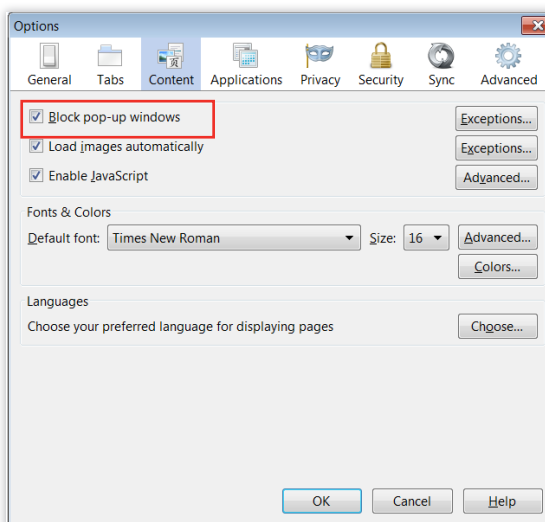 Options
General Tabs Content Applications Privacy Security Sync Advanced
Block pop-up windows Exceptions...
Load images automatically Exceptions...
Enable JavaScript Advanced...
Fonts & Colors
Default font: Times New Roman Size: 16 Advanced...
Colors...
Languages
Choose your preferred language for displaying pages Choose...
OK Cancel Help